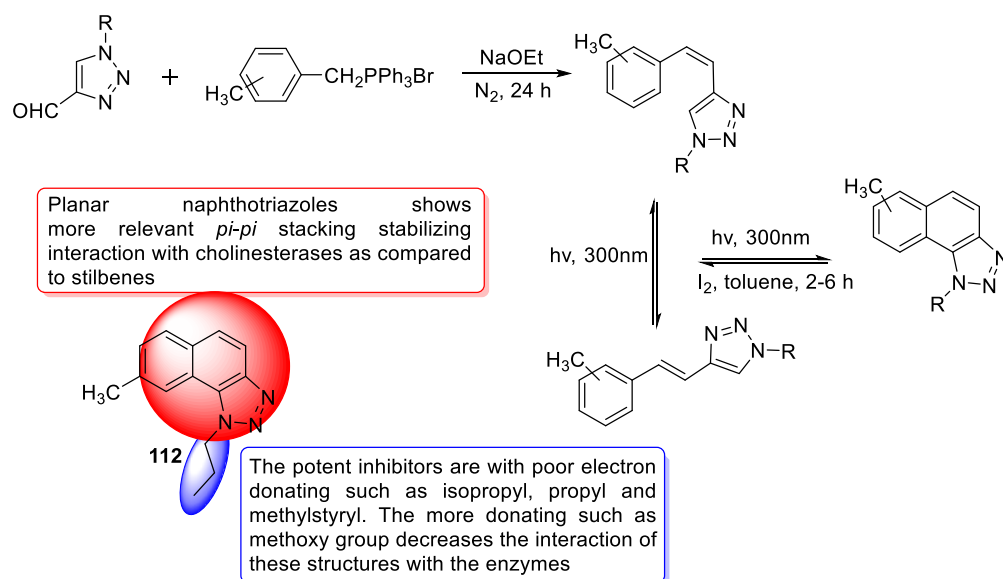 R
N
N
N
OHC
+
H₃C
CH₂PPh₃Br
NaOEt
N₂, 24 h
H₃C
N
N
N
R
Planar naphthotriazoles shows
more relevant pi-pi stacking stabilizing
interaction with cholinesterases as compared
to stilbenes
hv, 300nm
hv, 300nm
I₂, toluene, 2-6 h
H₃C
N
N
N
R
H₃C
N
N
N
R
H₃C
N
N
N
112
The potent inhibitors are with poor electron
donating such as isopropyl, propyl and
methylstyryl. The more donating such as
methoxy group decreases the interaction of
these structures with the enzymes